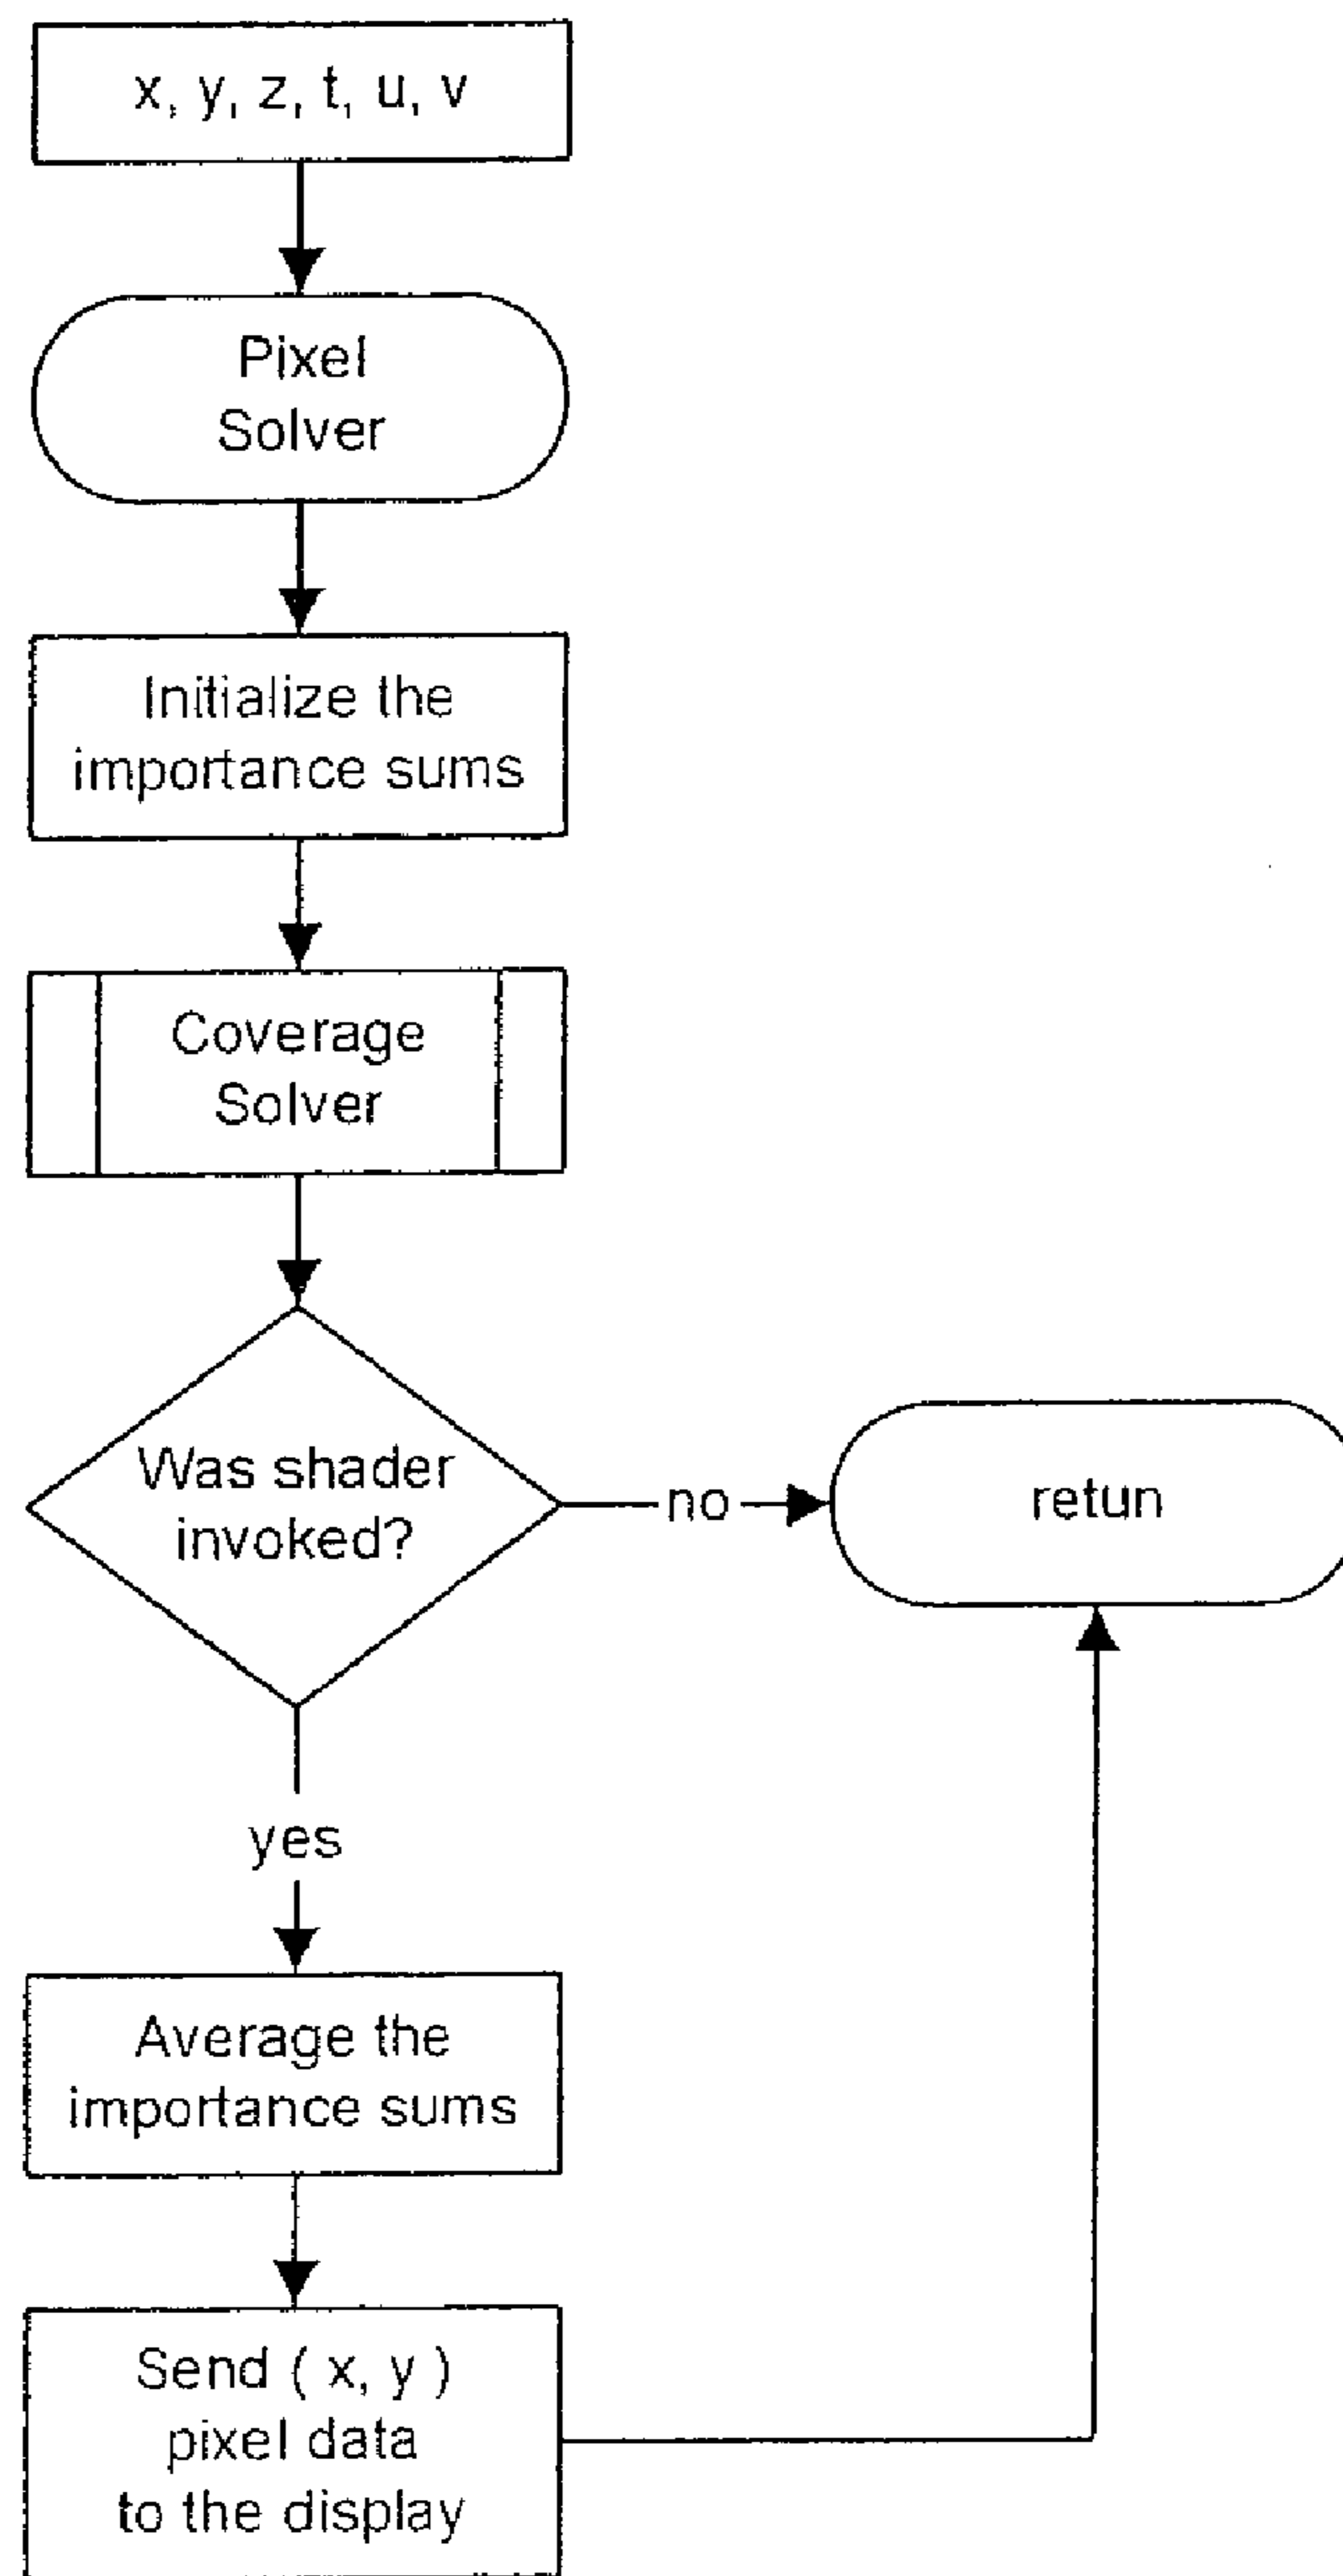 x, y, z, t, u, v
Pixel
Solver
Initialize the
importance sums
Coverage
Solver
Was shader
invoked?
no
retun
yes
Average the
importance sums
Send ( x, y )
pixel data
to the display